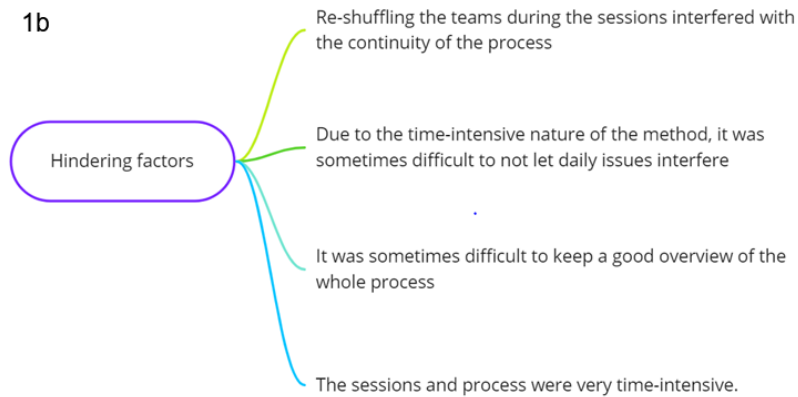 1b
Re-shuffling the teams during the sessions interfered with
the continuity of the process
Due to the time-intensive nature of the method, it was
sometimes difficult to not let daily issues interfere
Hindering factors
It was sometimes difficult to keep a good overview of the
whole process
The sessions and process were very time-intensive.